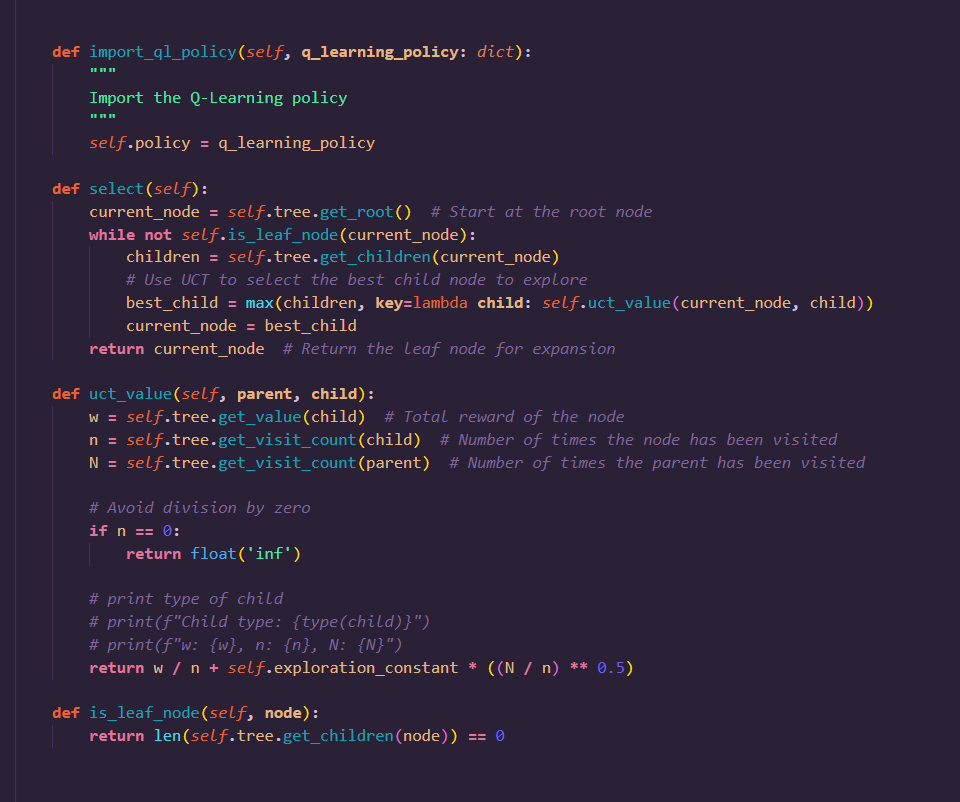 def import_ql_policy(self, q_learning_policy: dict):
    """
    Import the Q-Learning policy
    """
    self.policy = q_learning_policy

def select(self):
    current_node = self.tree.get_root()  # Start at the root node
    while not self.is_leaf_node(current_node):
        children = self.tree.get_children(current_node)
        # Use UCT to select the best child node to explore
        best_child = max(children, key=lambda child: self.uct_value(current_node, child))
        current_node = best_child
    return current_node  # Return the leaf node for expansion

def uct_value(self, parent, child):
    w = self.tree.get_value(child)  # Total reward of the node
    n = self.tree.get_visit_count(child)  # Number of times the node has been visited
    N = self.tree.get_visit_count(parent)  # Number of times the parent has been visited

    # Avoid division by zero
    if n == 0:
        return float('inf')

    # print type of child
    # print(f"Child type: {type(child)}")
    # print(f"w: {w}, n: {n}, N: {N}")
    return w / n + self.exploration_constant * ((N / n) ** 0.5)

def is_leaf_node(self, node):
    return len(self.tree.get_children(node)) == 0